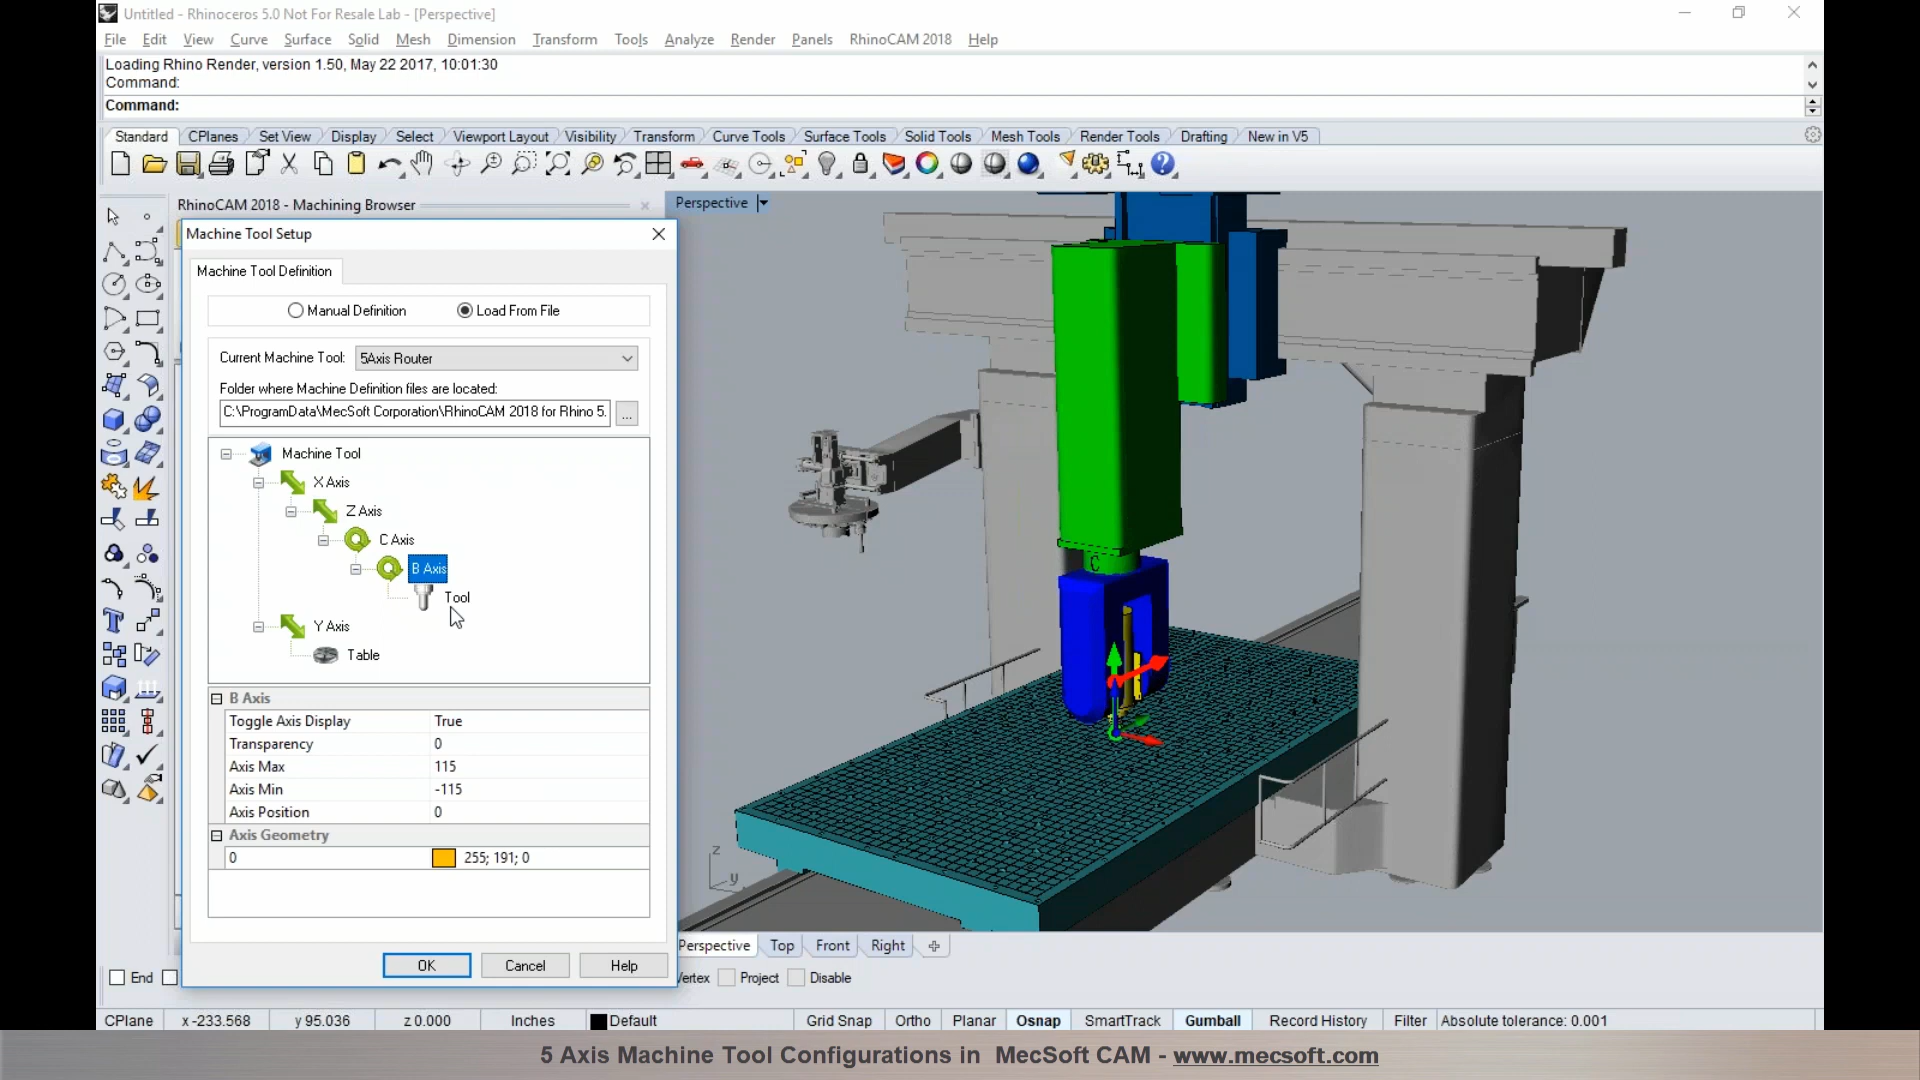 Untitled - Rhinoceros 5.0 Not For Resale Lab - [Perspective]
File Edit View Curve Surface Solid Mesh Dimension Transform Tools Analyze Render Panels RhinoCAM 2018 Help
Loading Rhino Render, version 1.50, May 22 2017, 10:01:30
Command:
Command:
Standard CPlanes Set View Display Select Viewport Layout Visibility Transform Curve Tools Surface Tools Solid Tools Mesh Tools Render Tools Drafting New in V5
RhinoCAM 2018 - Machining Browser
Perspective
Machine Tool Setup
Machine Tool Definition
Manual Definition Load From File
Current Machine Tool: 5Axis Router
Folder where Machine Definition files are located:
C:\ProgramData\MecSoft Corporation\RhinoCAM 2018 for Rhino 5. ...
Machine Tool
X Axis
Z Axis
C Axis
B Axis
Tool
Y Axis
Table
B Axis
Toggle Axis Display True
Transparency 0
Axis Max 115
Axis Min -115
Axis Position 0
Axis Geometry
0 255; 191; 0
OK Cancel Help
C
z
y
Perspective Top Front Right
End Vertex Project Disable
CPlane x -233.568 y 95.036 z 0.000 Inches Default Grid Snap Ortho Planar Osnap SmartTrack Gumball Record History Filter Absolute tolerance: 0.001
5 Axis Machine Tool Configurations in MecSoft CAM - www.mecsoft.com